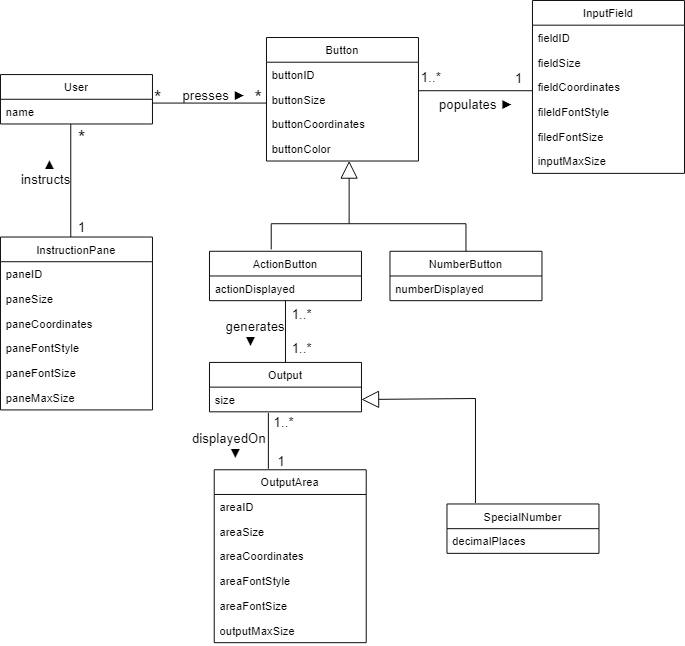 InputField
fieldID
fieldSize
fieldCoordinates
fileldFontStyle
filedFontSize
inputMaxSize
Button
buttonID
buttonSize
buttonCoordinates
buttonColor
1..*
1
populates ►
User
name
*
presses ►
*
*
▲
instructs
1
InstructionPane
paneID
paneSize
paneCoordinates
paneFontStyle
paneFontSize
paneMaxSize
ActionButton
actionDisplayed
NumberButton
numberDisplayed
1..*
generates
▼
1..*
Output
size
1..*
displayedOn
▼
1
OutputArea
areaID
areaSize
areaCoordinates
areaFontStyle
areaFontSize
outputMaxSize
SpecialNumber
decimalPlaces